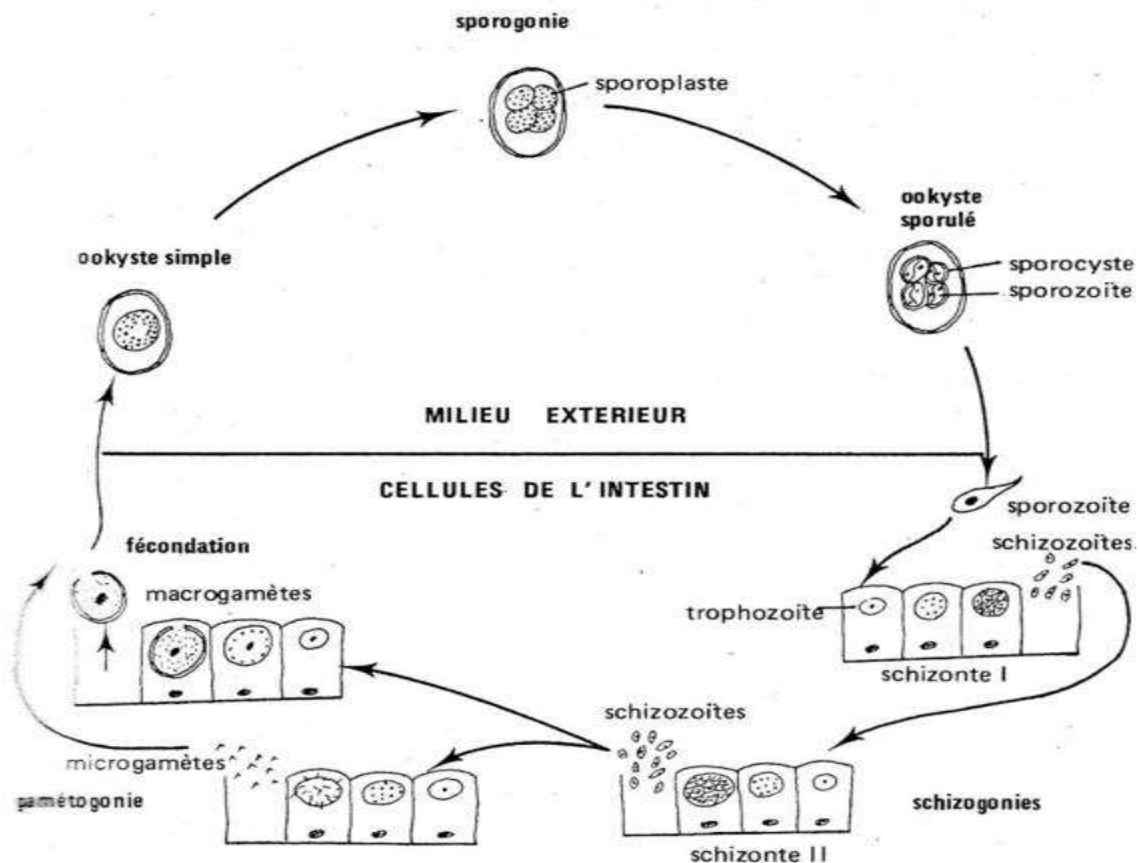 sporogonie
sporoplaste
ookyste
sporulé
ookyste simple
sporocyste
sporozoïte
MILIEU EXTERIEUR
CELLULES DE L'INTESTIN
sporozoïte
fécondation
schizozoïtes
macrogamètes
trophozoïte
schizonte I
schizozoïtes
microgamètes
gamétogonie
schizogonies
schizonte II